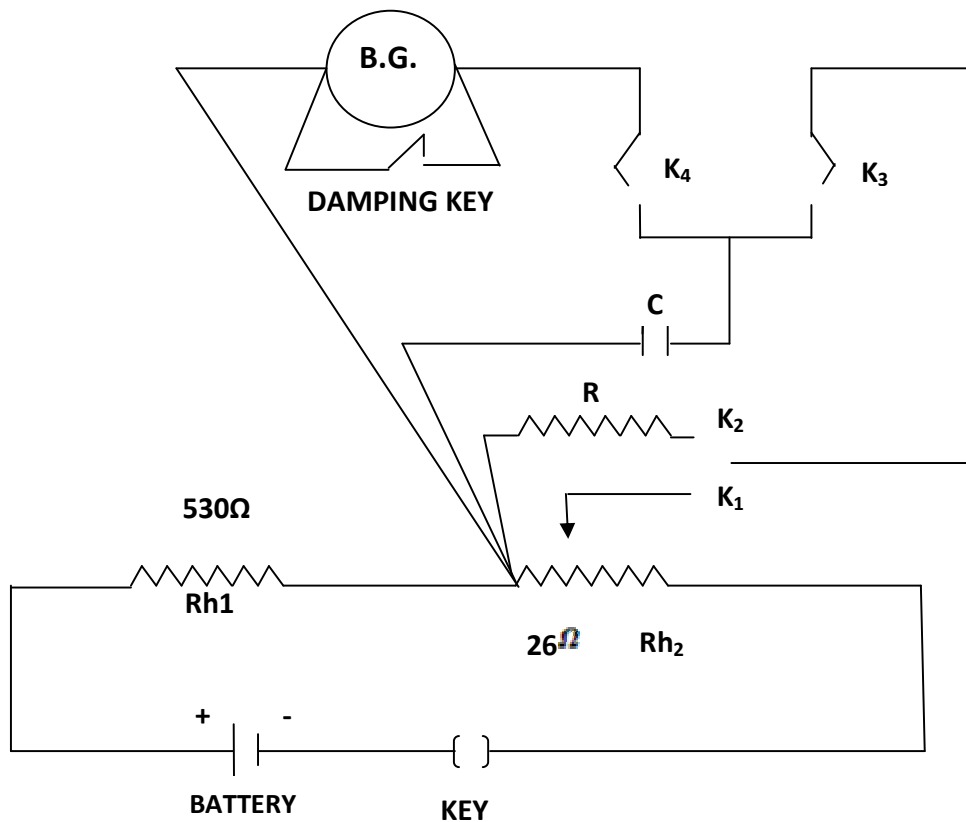 B.G.
K₄
K₃
DAMPING KEY
C
R
K₂
K₁
530Ω
Rh1
26Ω
Rh₂
+ -
BATTERY
KEY